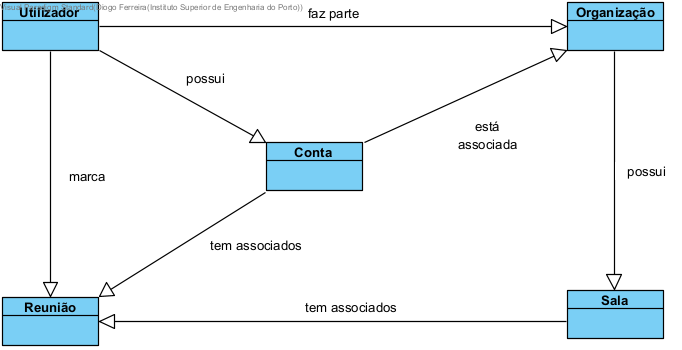 Visual Paradigm Standard(Diogo Ferreira(Instituto Superior de Engenharia do Porto))
Utilizador
faz parte
Organização
possui
está
associada
Conta
marca
possui
tem associados
Reunião
tem associados
Sala